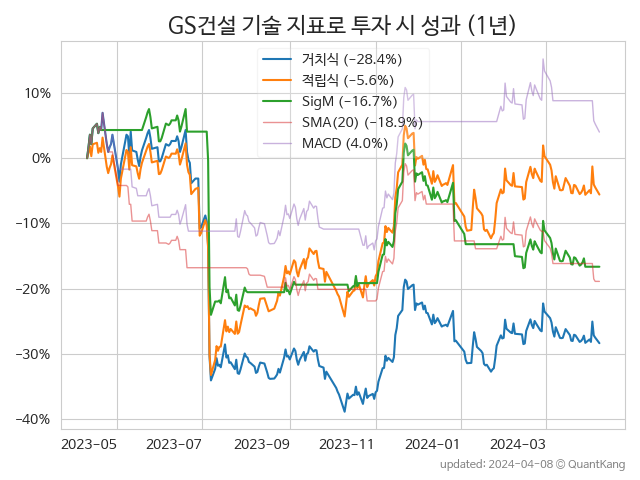 GS건설 기술 지표로 투자 시 성과 (1년)
거치식 (-28.4%)
적립식 (-5.6%)
SigM (-16.7%)
SMA(20) (-18.9%)
MACD (4.0%)
10%
0%
-10%
-20%
-30%
-40%
2023-05 2023-07 2023-09 2023-11 2024-01 2024-03
updated: 2024-04-08 © QuantKang